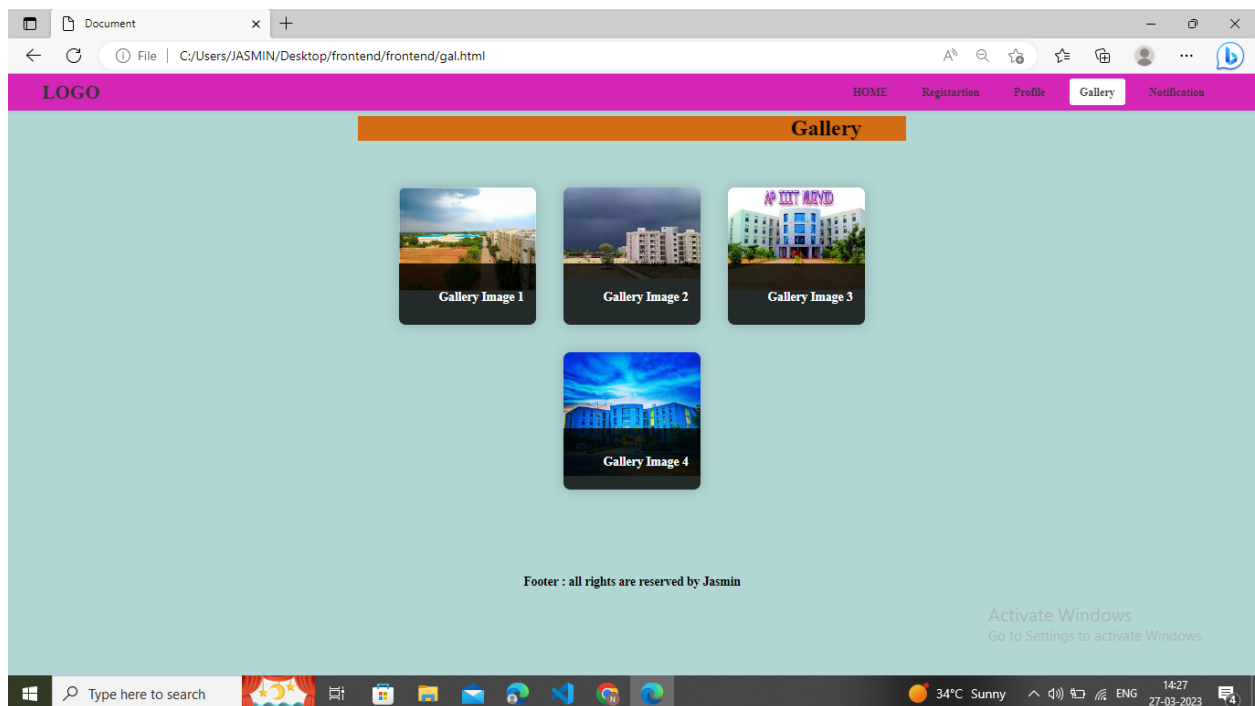 Document
File | C:/Users/JASMIN/Desktop/frontend/frontend/gal.html
LOGO HOME Registartion Profile Gallery Notification
Gallery
AP IIIT NUZVID
Gallery Image 1 Gallery Image 2 Gallery Image 3
Gallery Image 4
Footer : all rights are reserved by Jasmin
Activate Windows
Go to Settings to activate Windows.
Type here to search 34°C Sunny ENG 14:27
27-03-2023 4